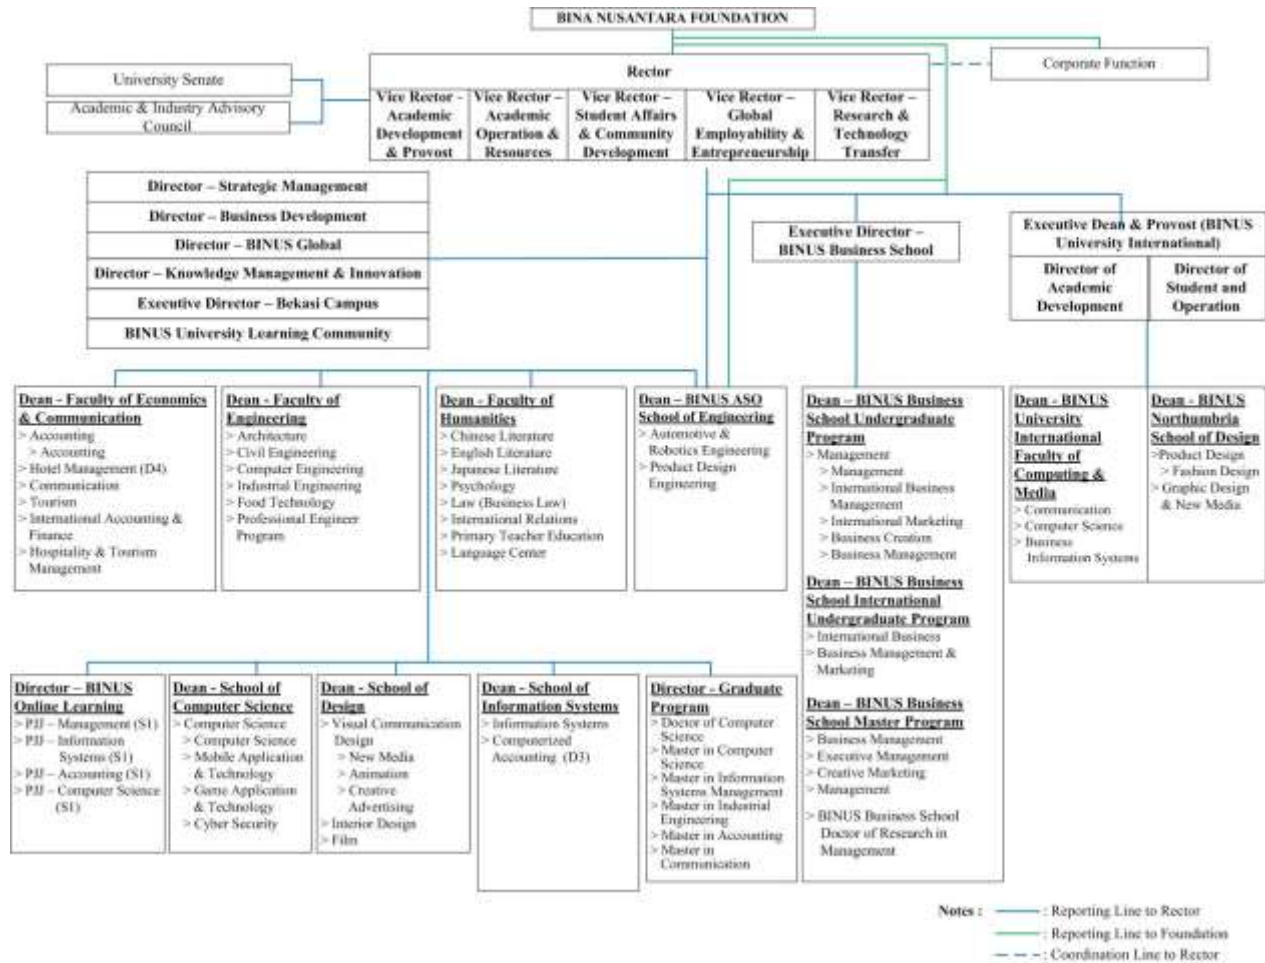 BINA NUSANTARA FOUNDATION
University Senate
Academic & Industry Advisory
Council
Rector
Corporate Function
Vice Rector -
Academic
Development
& Provost
Vice Rector –
Academic
Operation &
Resources
Vice Rector –
Student Affairs
& Community
Development
Vice Rector –
Global
Employability &
Entrepreneurship
Vice Rector –
Research &
Technology
Transfer
Director – Strategic Management
Director – Business Development
Director – BINUS Global
Director – Knowledge Management & Innovation
Executive Director – Bekasi Campus
BINUS University Learning Community
Executive Director –
BINUS Business School
Executive Dean & Provost (BINUS
University International)
Director of
Academic
Development
Director of
Student and
Operation
Dean - Faculty of Economics
& Communication
> Accounting
> Accounting
> Hotel Management (D4)
> Communication
> Tourism
> International Accounting &
Finance
> Hospitality & Tourism
Management
Dean - Faculty of
Engineering
> Architecture
> Civil Engineering
> Computer Engineering
> Industrial Engineering
> Food Technology
> Professional Engineer
Program
Dean - Faculty of
Humanities
> Chinese Literature
> English Literature
> Japanese Literature
> Psychology
> Law (Business Law)
> International Relations
> Primary Teacher Education
> Language Center
Dean – BINUS ASO
School of Engineering
> Automotive &
Robotics Engineering
> Product Design
Engineering
Dean – BINUS Business
School Undergraduate
Program
> Management
> Management
> International Business
Management
> International Marketing
> Business Creation
> Business Management
Dean – BINUS Business
School International
Undergraduate Program
> International Business
> Business Management &
Marketing
Dean – BINUS Business
School Master Program
> Business Management
> Executive Management
> Creative Marketing
> Management
> BINUS Business School
Doctor of Research in
Management
Dean - BINUS
University
International
Faculty of
Computing &
Media
> Communication
> Computer Science
> Business
Information Systems
Dean - BINUS
Northumbria
School of Design
>Product Design
> Fashion Design
> Graphic Design
& New Media
Director – BINUS
Online Learning
> PJJ – Management (S1)
> PJJ – Information
Systems (S1)
> PJJ – Accounting (S1)
> PJJ – Computer Science
(S1)
Dean - School of
Computer Science
> Computer Science
> Computer Science
> Mobile Application
& Technology
> Game Application
& Technology
> Cyber Security
Dean - School of
Design
> Visual Communication
Design
> New Media
> Animation
> Creative
Advertising
> Interior Design
> Film
Dean - School of
Information Systems
> Information Systems
> Computerized
Accounting (D3)
Director - Graduate
Program
> Doctor of Computer
Science
> Master in Computer
Science
> Master in Information
Systems Management
> Master in Industrial
Engineering
> Master in Accounting
> Master in
Communication
Notes :
: Reporting Line to Rector
: Reporting Line to Foundation
: Coordination Line to Rector